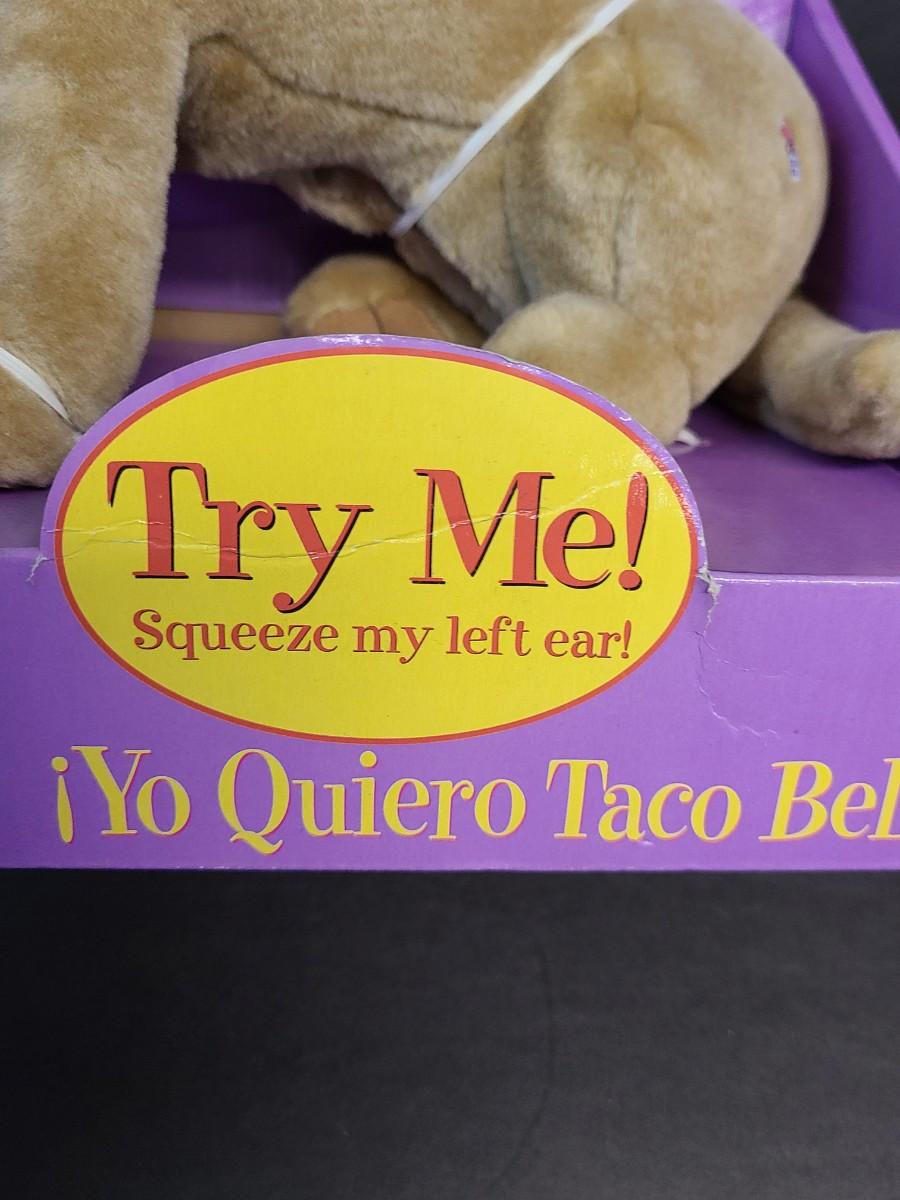 Try Me!
Squeeze my left ear!
¡Yo Quiero Taco Bel